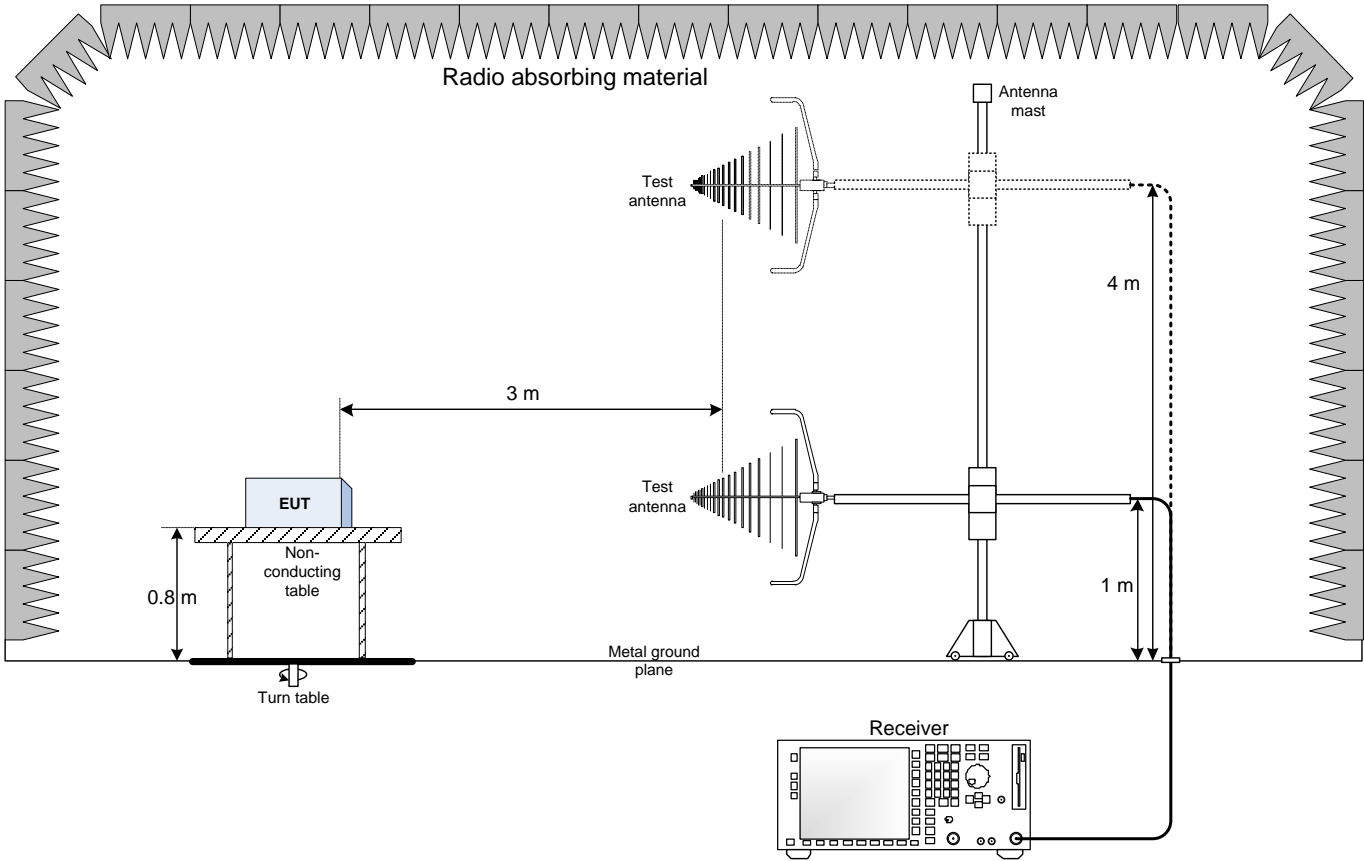 Radio absorbing material
Antenna
mast
Test
antenna
4 m
3 m
Test
antenna
EUT
Non-
conducting
table
0.8 m
1 m
Metal ground
plane
Turn table
Receiver